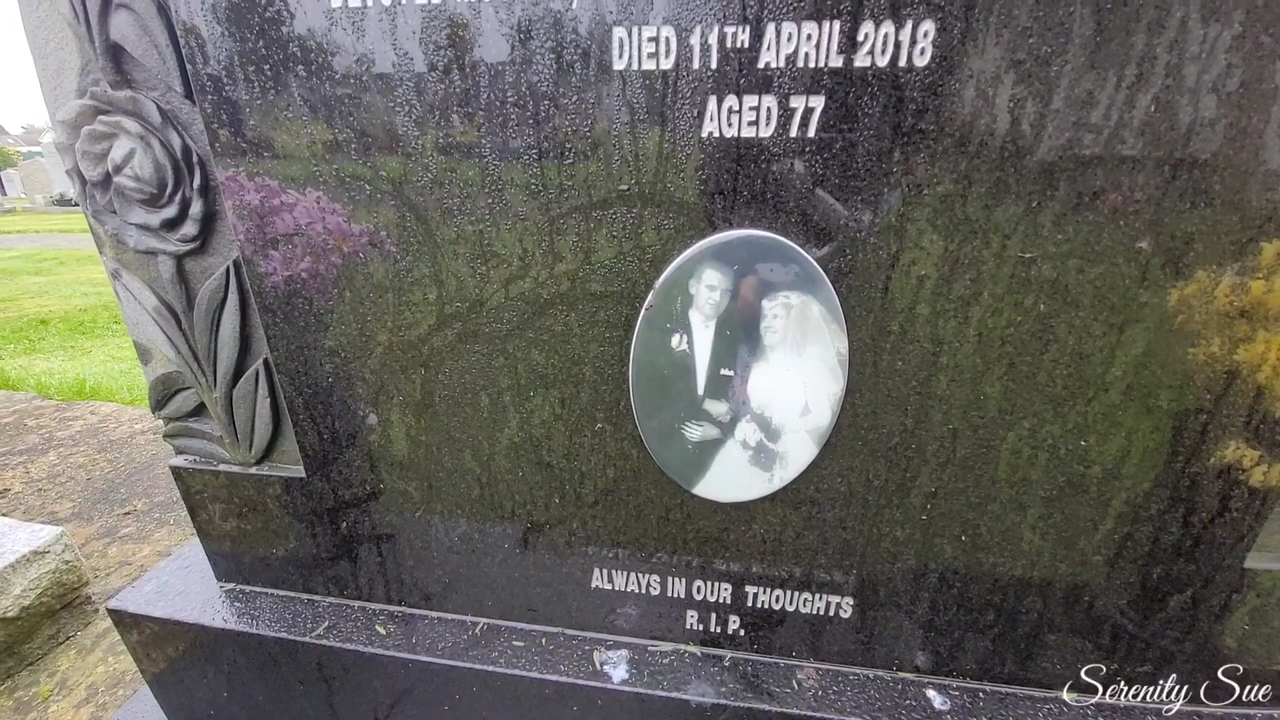 DIED 11TH APRIL 2018
AGED 77
ALWAYS IN OUR THOUGHTS
R. I. P.
Serenity Sue